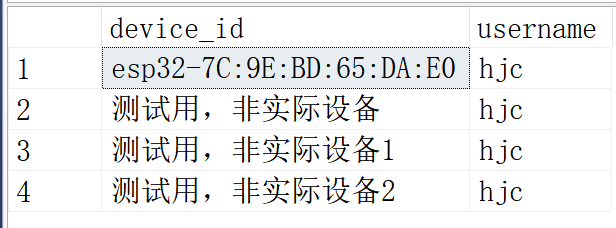 device_id username
1 esp32-7C:9E:BD:65:DA:E0 hjc
2 测试用，非实际设备 hjc
3 测试用，非实际设备1 hjc
4 测试用，非实际设备2 hjc